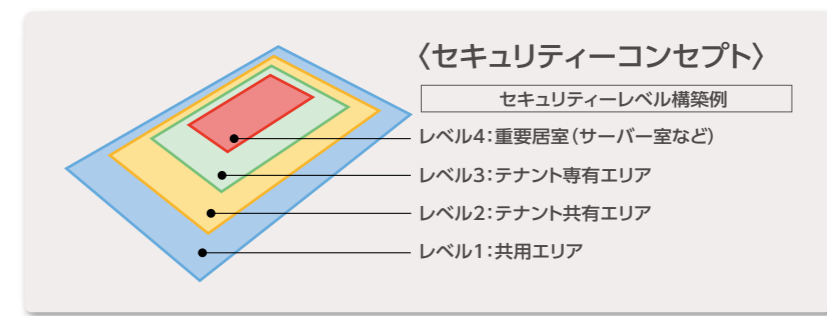 〈セキュリティーコンセプト〉
セキュリティーレベル構築例
レベル4：重要居室（サーバー室など）
レベル3：テナント専有エリア
レベル2：テナント共有エリア
レベル1：共用エリア